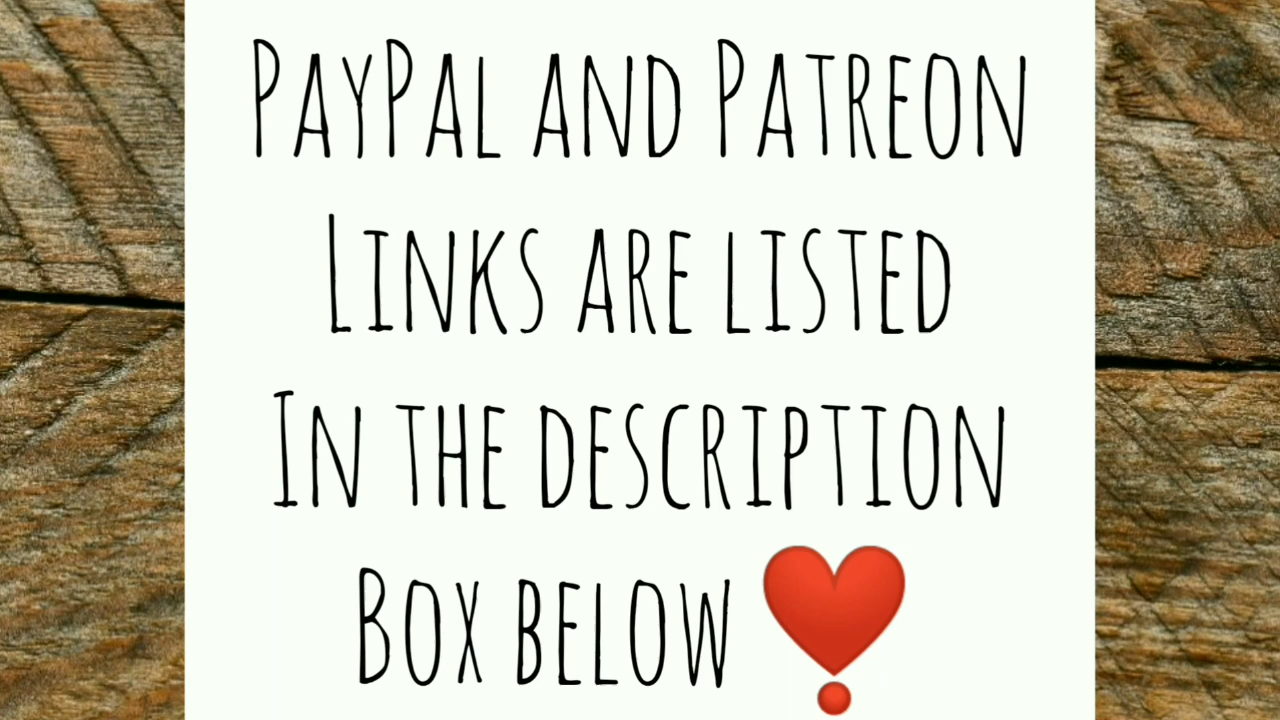 PayPal and Patreon
Links are listed
In the description
Box below ❣